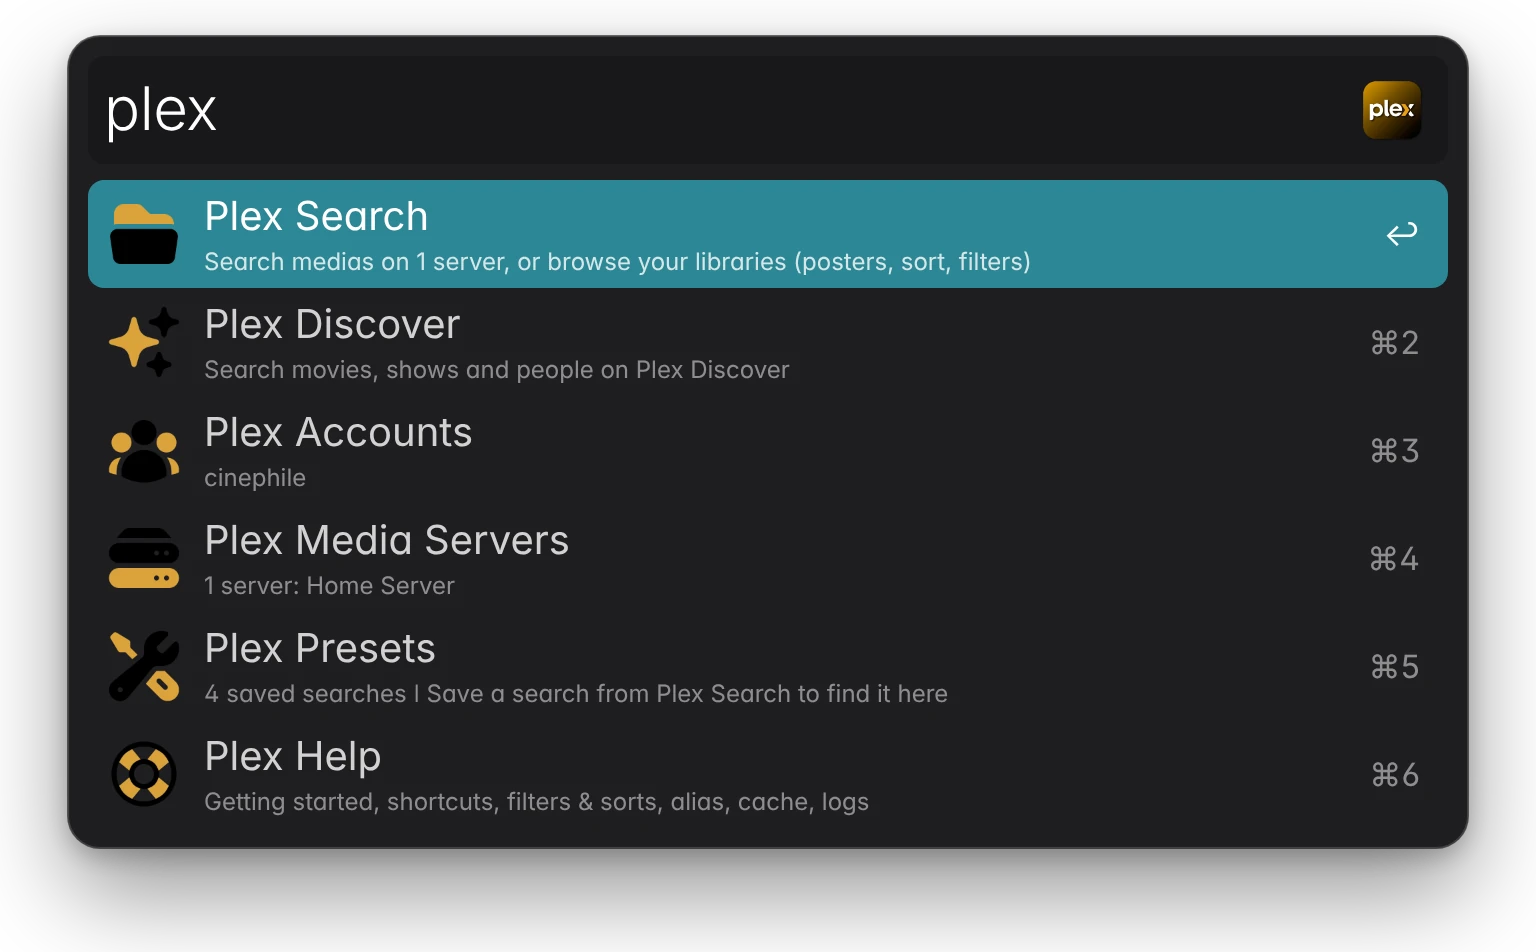 plex
plex
Plex Search
Search medias on 1 server, or browse your libraries (posters, sort, filters)
↩
Plex Discover
Search movies, shows and people on Plex Discover
⌘2
Plex Accounts
cinephile
⌘3
Plex Media Servers
1 server: Home Server
⌘4
Plex Presets
4 saved searches | Save a search from Plex Search to find it here
⌘5
Plex Help
Getting started, shortcuts, filters & sorts, alias, cache, logs
⌘6